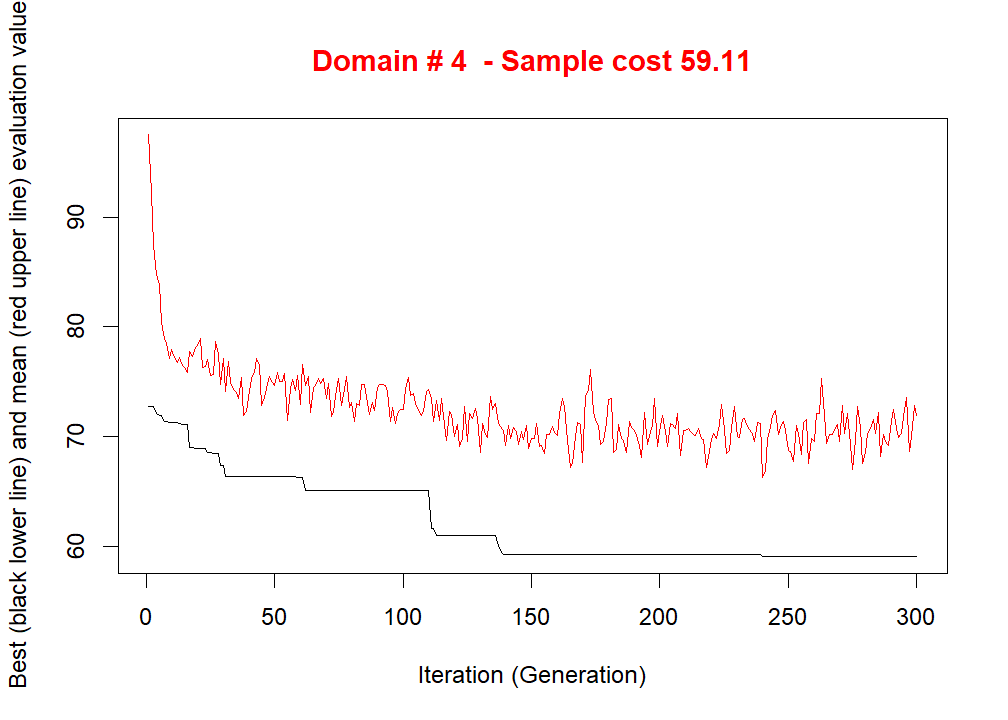 Domain # 4  - Sample cost 59.11
Best (black lower line) and mean (red upper line) evaluation value
90
80
70
60
0 50 100 150 200 250 300
Iteration (Generation)